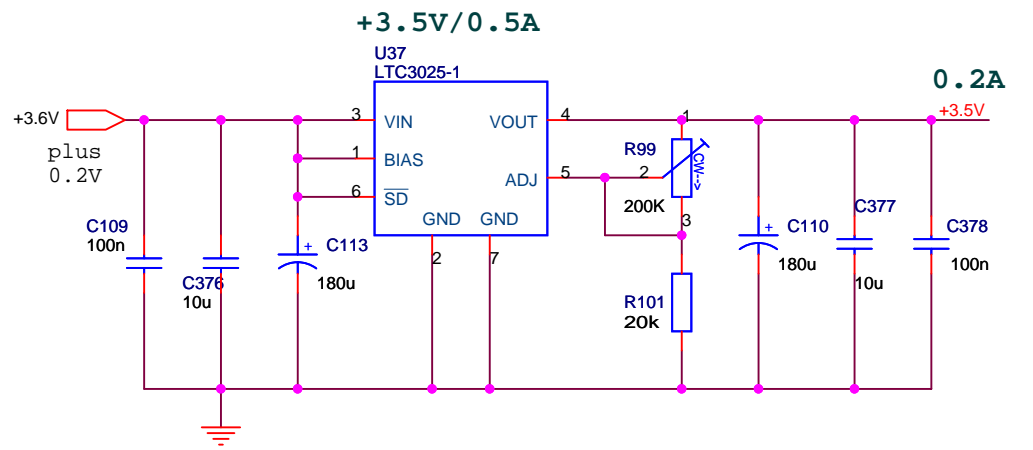 +3.5V/0.5A
U37
LTC3025-1
0.2A
+3.6V
plus
0.2V
3
VIN
VOUT
4
1
+3.5V
1
BIAS
R99
2
CW-->
ADJ
5
6
SD
200K
3
GND
GND
2
7
C109
100n
C376
10u
+
C113
180u
R101
20k
+
C110
180u
C377
10u
C378
100n